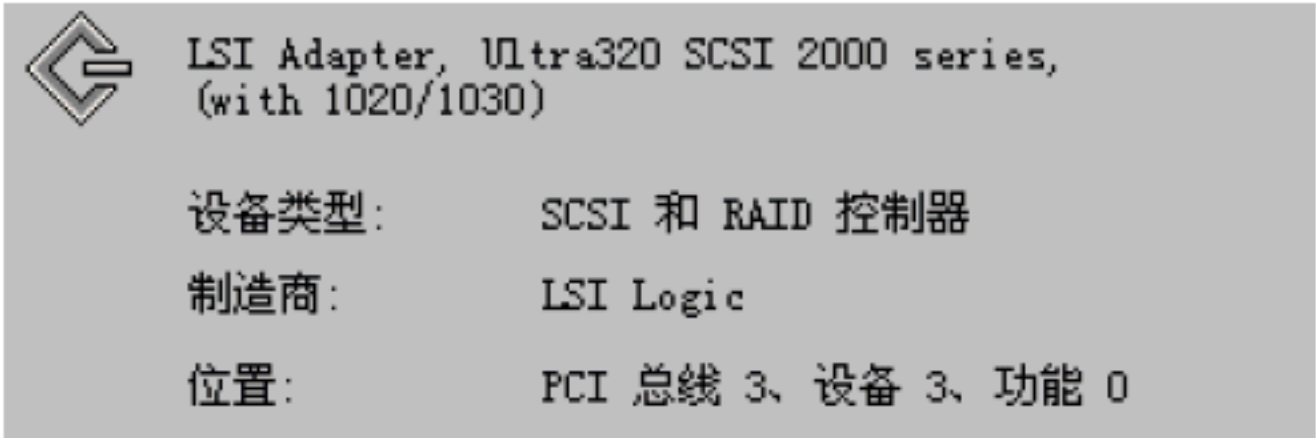 LSI Adapter, Ultra320 SCSI 2000 series,
(with 1020/1030)
设备类型: SCSI 和 RAID 控制器
制造商: LSI Logic
位置: PCI 总线 3、设备 3、功能 0